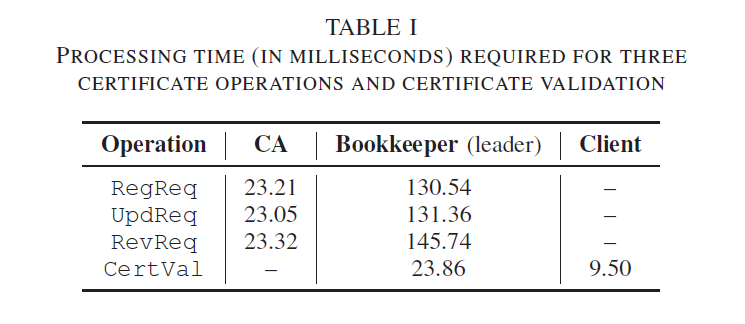 TABLE I
PROCESSING TIME (IN MILLISECONDS) REQUIRED FOR THREE
CERTIFICATE OPERATIONS AND CERTIFICATE VALIDATION
Operation CA Bookkeeper (leader) Client
RegReq 23.21 130.54 –
UpdReq 23.05 131.36 –
RevReq 23.32 145.74 –
CertVal – 23.86 9.50